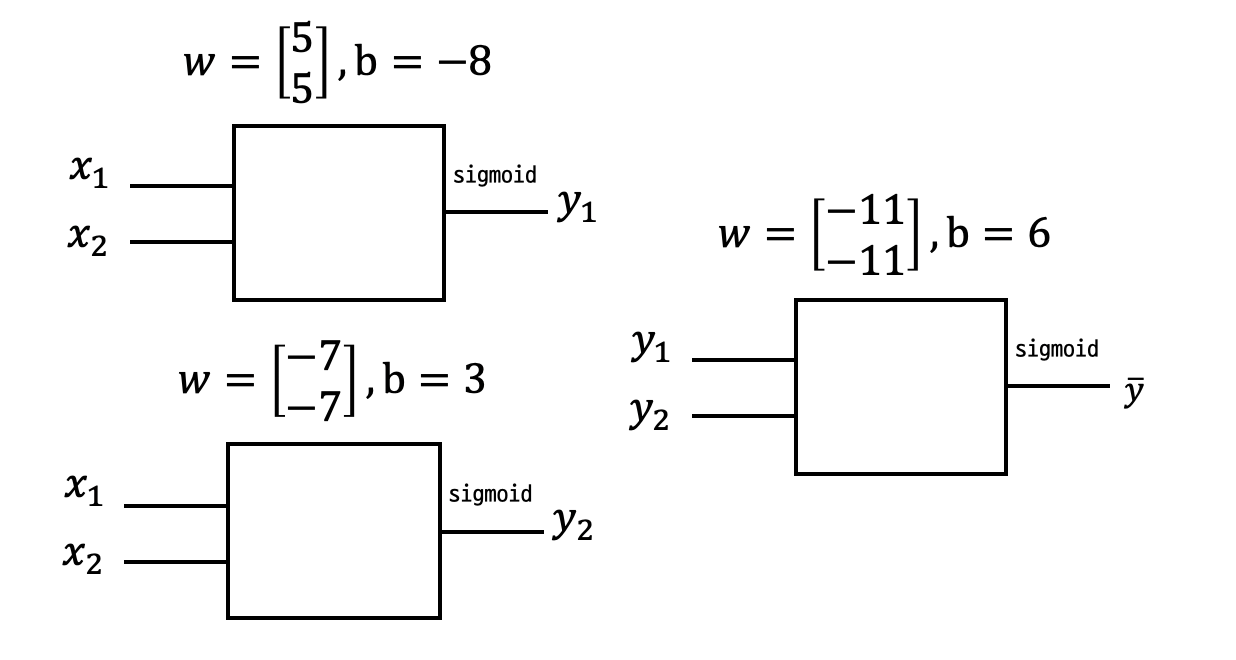 w = [5 5], b = −8
x₁
x₂
sigmoid
y₁
w = [−7 −7], b = 3
x₁
x₂
sigmoid
y₂
w = [−11 −11], b = 6
y₁
y₂
sigmoid
ȳ